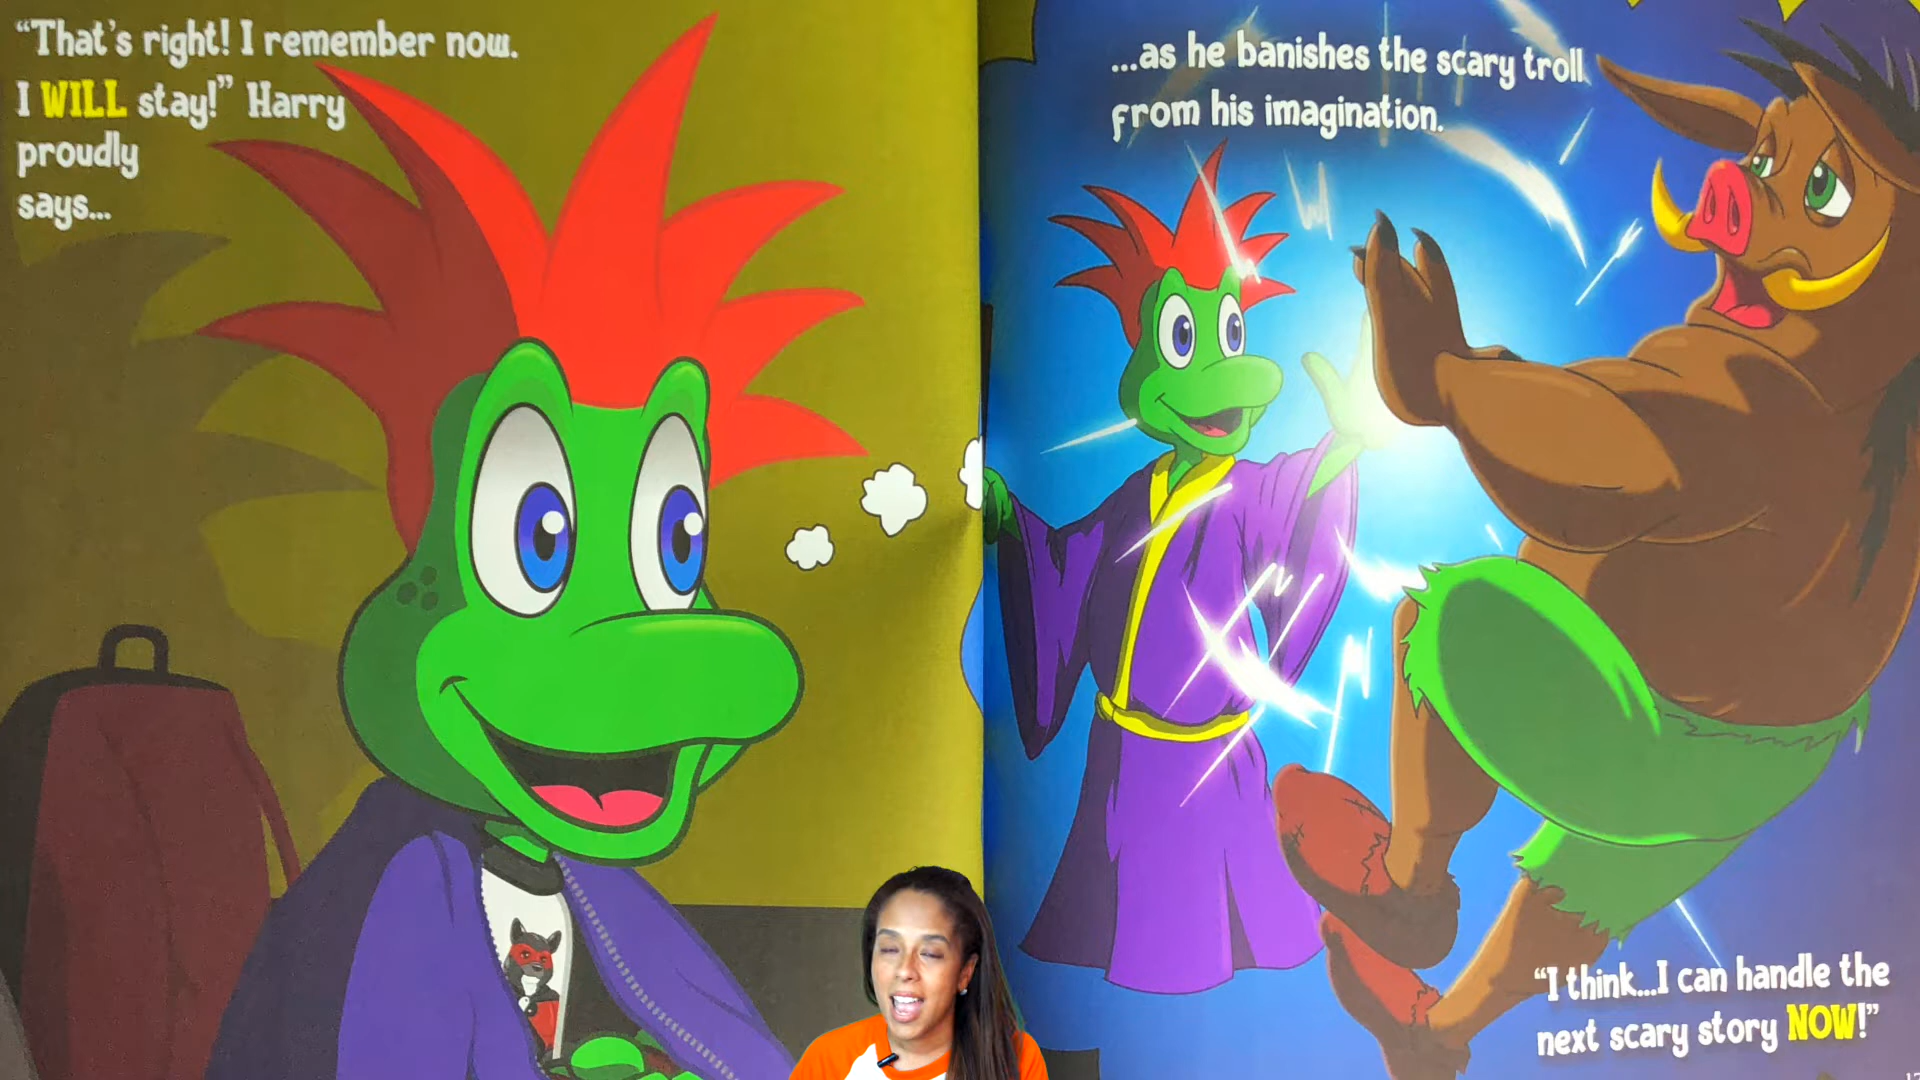 “That’s right! I remember now.
I WILL stay!” Harry
proudly
says...
...as he banishes the scary troll
from his imagination.
“I think...I can handle the
next scary story NOW!”